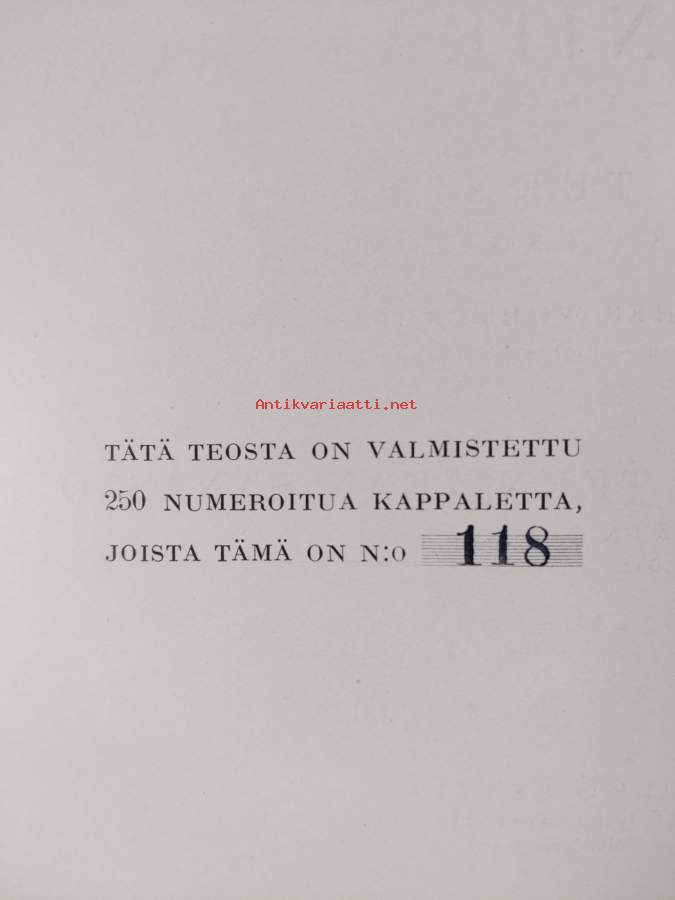 Antikvariaatti.net
TÄTÄ TEOSTA ON VALMISTETTU
250 NUMEROITUA KAPPALETTA,
JOISTA TÄMÄ ON N:o 118